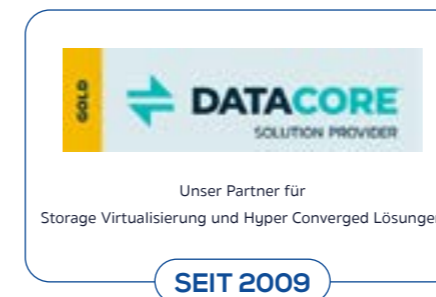 GOLD
DATACORE
SOLUTION PROVIDER
Unser Partner für
Storage Virtualisierung und Hyper Converged Lösungen
SEIT 2009